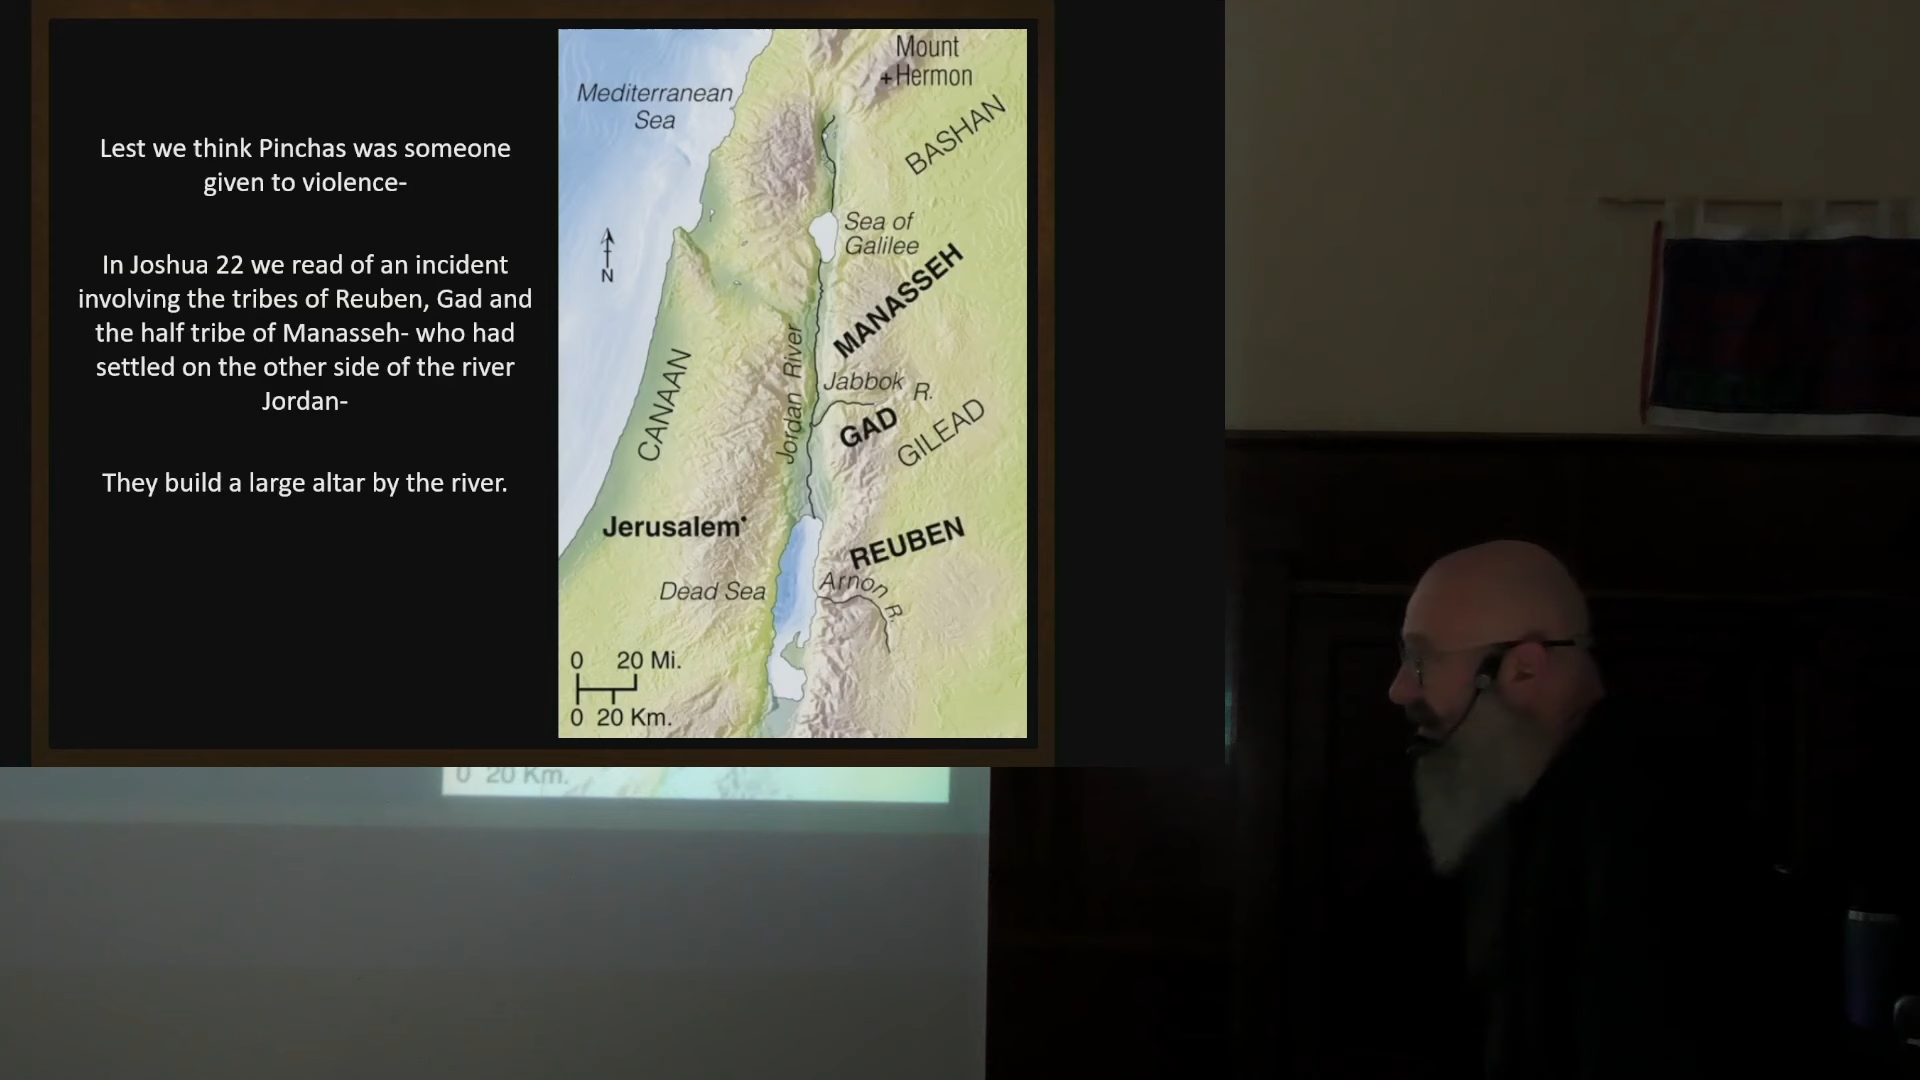 Lest we think Pinchas was someone
given to violence-
In Joshua 22 we read of an incident
involving the tribes of Reuben, Gad and
the half tribe of Manasseh- who had
settled on the other side of the river
Jordan-
They build a large altar by the river.
Mount
+Hermon
Mediterranean
Sea
BASHAN
Sea of
Galilee
N
MANASSEH
CANAAN
Jordan River
Jabbok R.
GAD
GILEAD
Jerusalem
REUBEN
Dead Sea
Arnon R.
0 20 Mi.
0 20 Km.
0 20 Km.